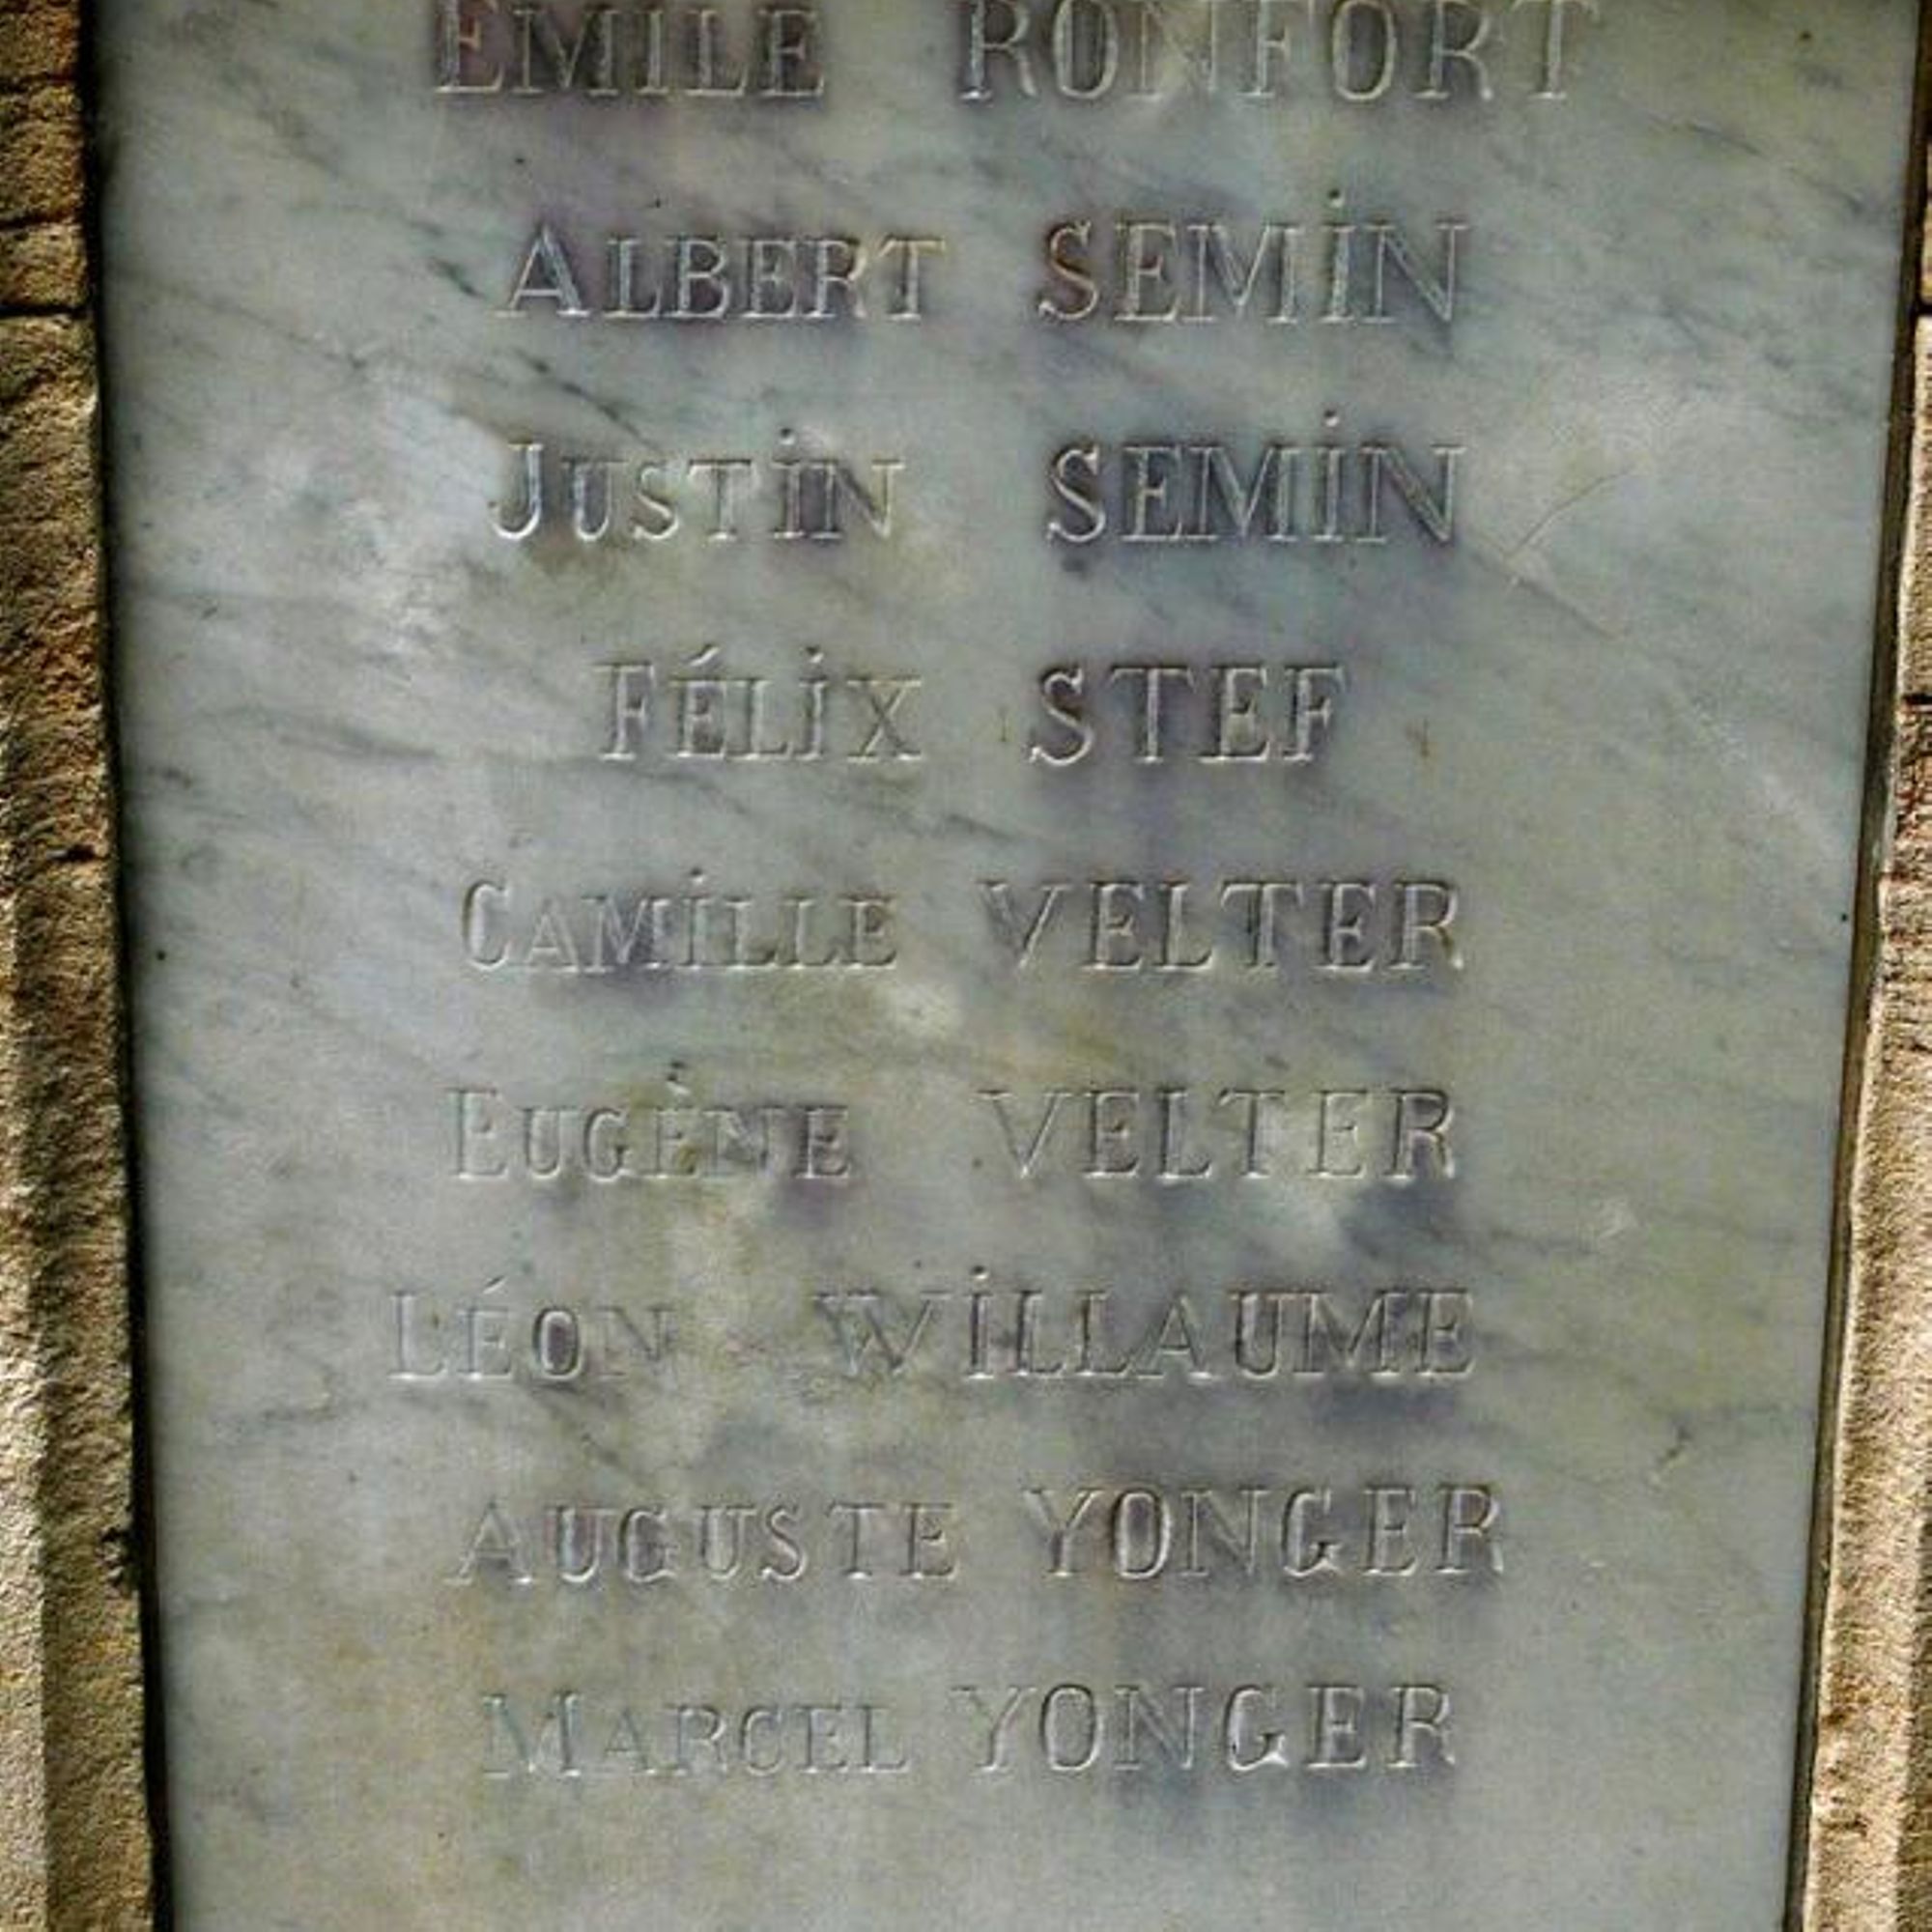 EMILE RONFORT
ALBERT SEMIN
JUSTIN SEMIN
FÉLIX STEF
CAMILLE VELTER
EUGÈNE VELTER
LÉON WILLAUME
AUGUSTE YONGER
MARCEL YONGER